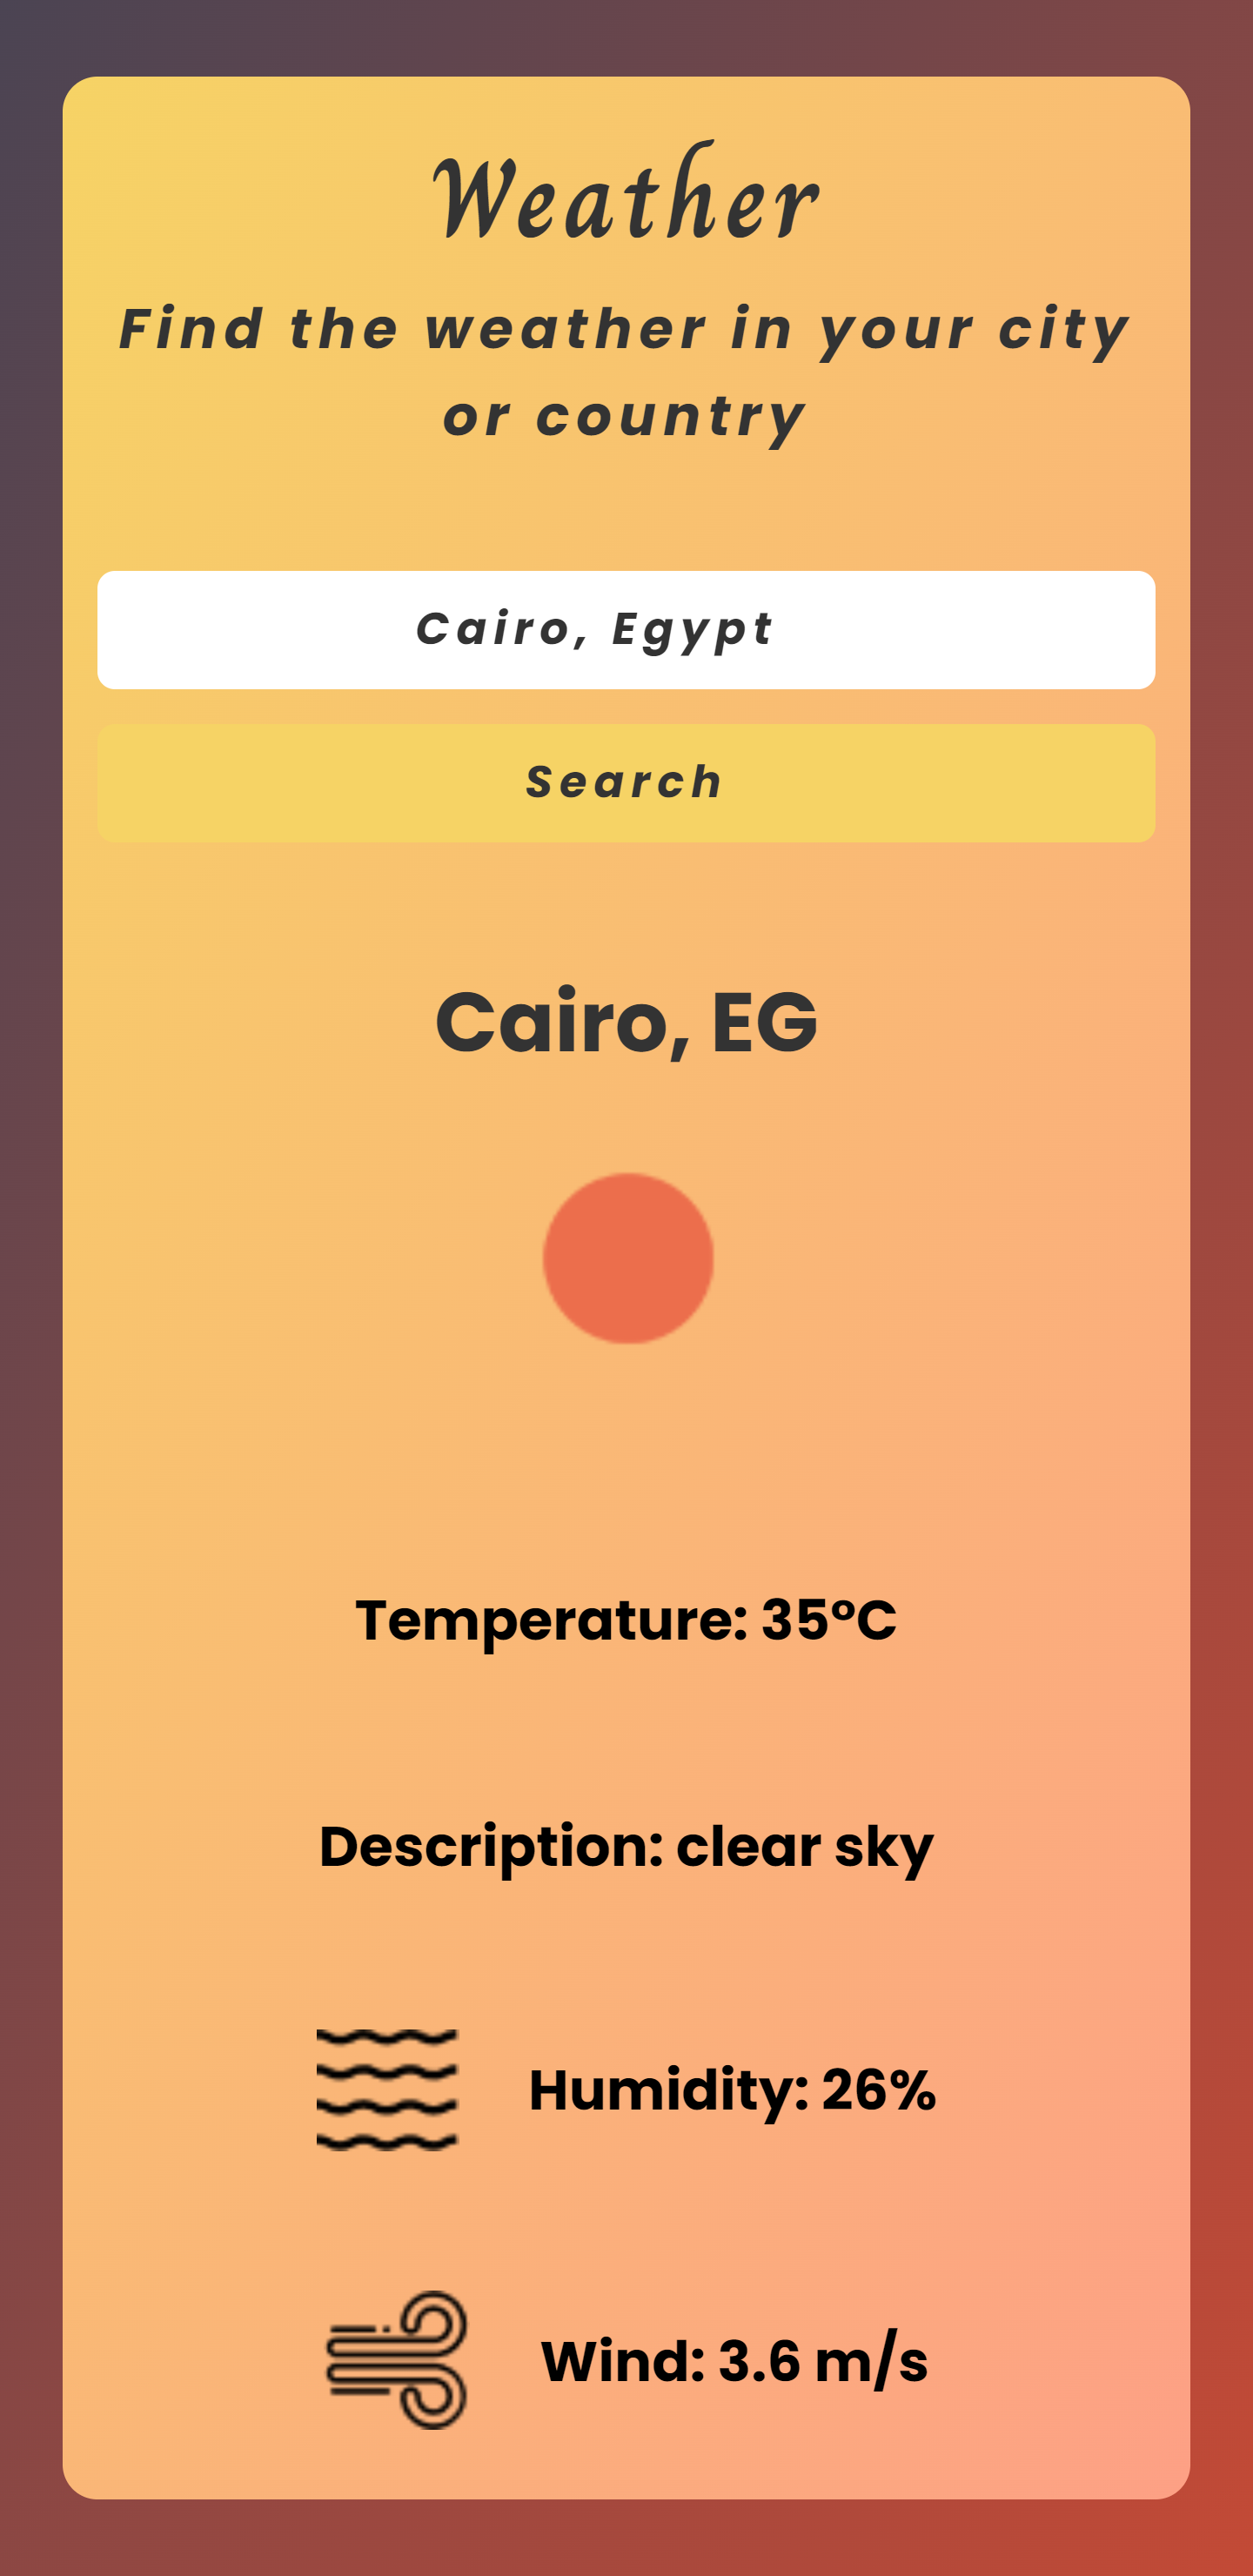 Weather
Find the weather in your city
or country
Cairo, Egypt
Search
Cairo, EG
Temperature: 35°C
Description: clear sky
Humidity: 26%
Wind: 3.6 m/s